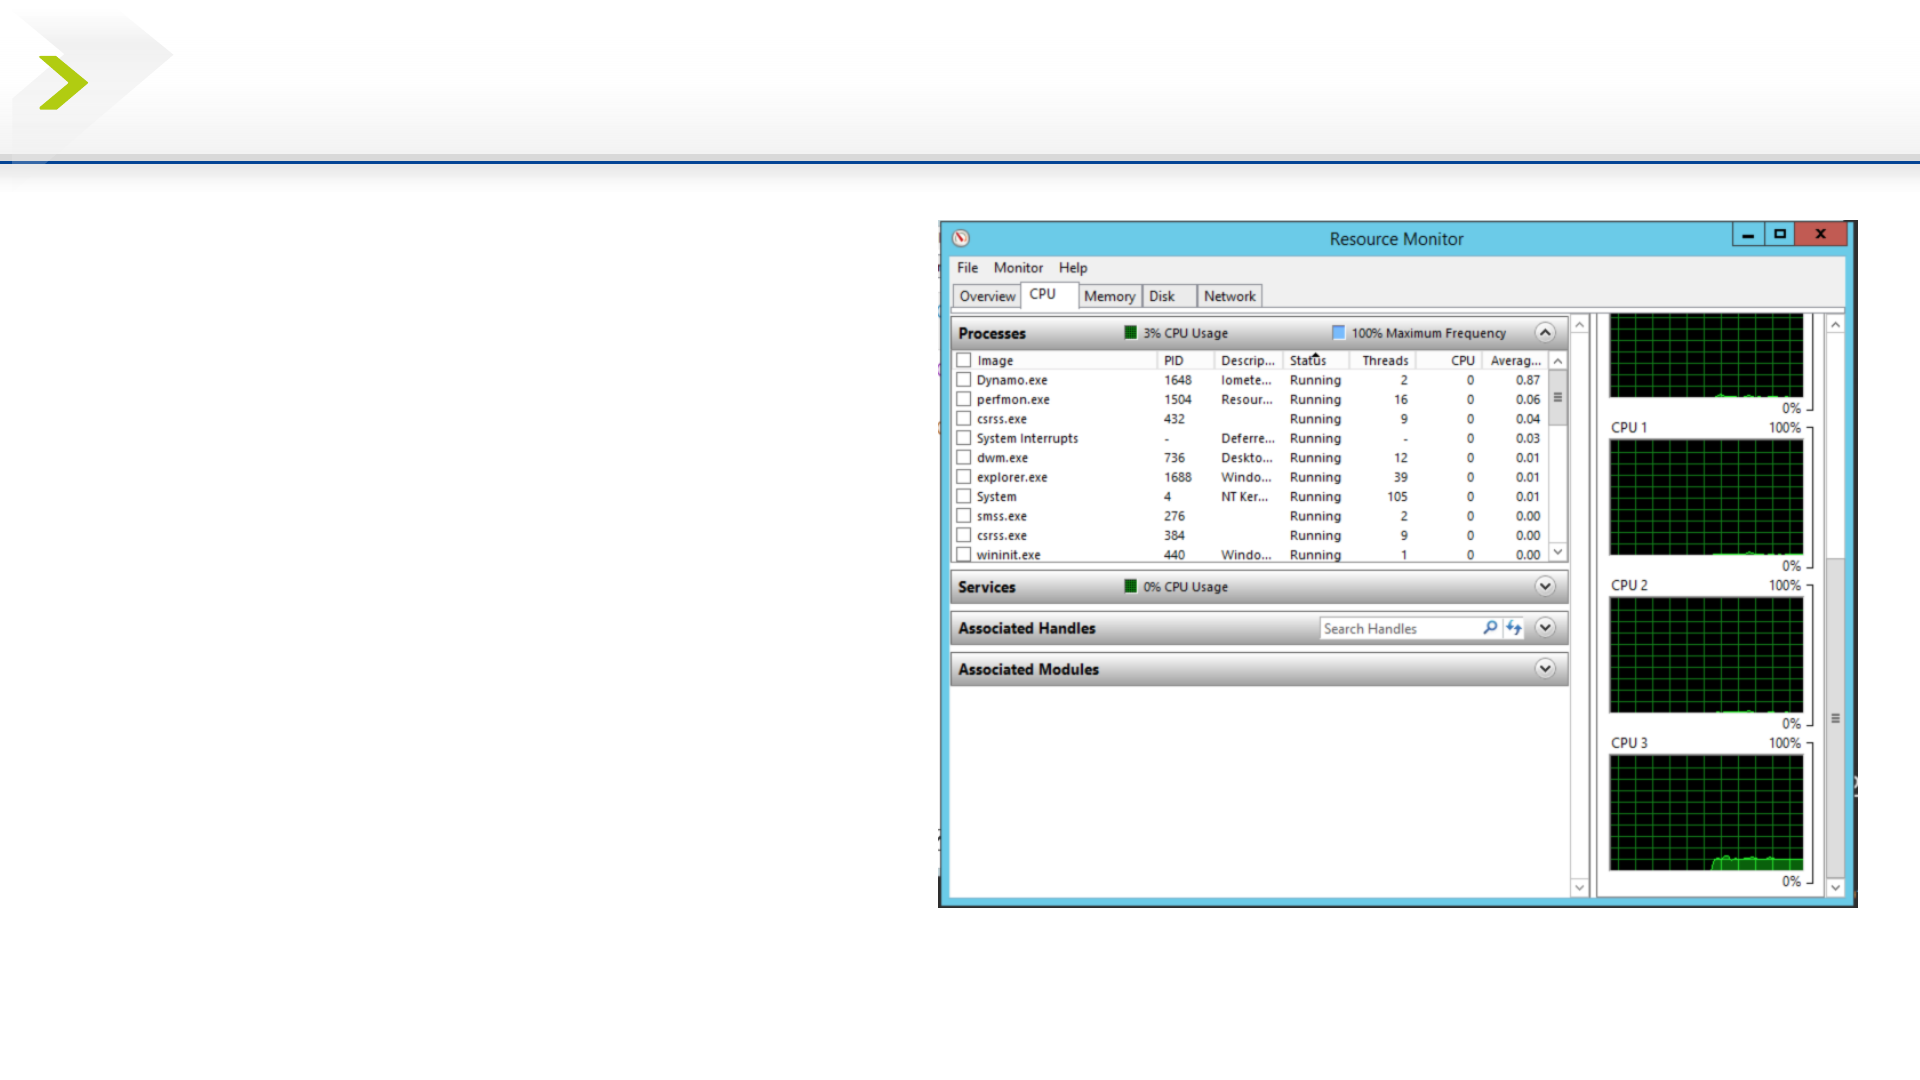 Resource Monitor
File Monitor Help
Overview CPU Memory Disk Network
Processes 3% CPU Usage 100% Maximum Frequency
Image PID Descrip... Status Threads CPU Averag...
Dynamo.exe 1648 Iomete... Running 2 0 0.87
perfmon.exe 1504 Resour... Running 16 0 0.06
csrss.exe 432 Running 9 0 0.04
System Interrupts - Deferre... Running - 0 0.03
dwm.exe 736 Deskto... Running 12 0 0.01
explorer.exe 1688 Windo... Running 39 0 0.01
System 4 NT Ker... Running 105 0 0.01
smss.exe 276 Running 2 0 0.00
csrss.exe 384 Running 9 0 0.00
wininit.exe 440 Windo... Running 1 0 0.00
Services 0% CPU Usage
Associated Handles Search Handles
Associated Modules
0%
CPU 1 100%
0%
CPU 2 100%
0%
CPU 3 100%
0%